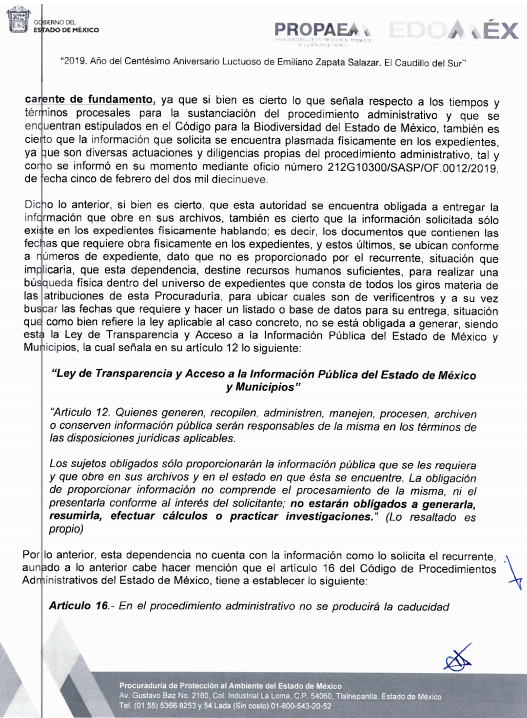 GOBIERNO DEL
ESTADO DE MÉXICO
PROPAEM
EDOMÉX
"2019. Año del Centésimo Aniversario Luctuoso de Emiliano Zapata Salazar. El Caudillo del Sur"
carente de fundamento, ya que si bien es cierto lo que señala respecto a los tiempos y
términos procesales para la sustanciación del procedimiento administrativo y que se
encuentran estipulados en el Código para la Biodiversidad del Estado de México, también es
cierto que la información que solicita se encuentra plasmada físicamente en los expedientes,
ya que son diversas actuaciones y diligencias propias del procedimiento administrativo, tal y
como se informó en su momento mediante oficio número 212G10300/SASP/OF.0012/2019,
de fecha cinco de febrero del dos mil diecinueve.
Dicho lo anterior, si bien es cierto, que esta autoridad se encuentra obligada a entregar la
información que obre en sus archivos, también es cierto que la información solicitada sólo
existe en los expedientes físicamente hablando; es decir, los documentos que contienen las
fechas que requiere obra físicamente en los expedientes, y estos últimos, se ubican conforme
a números de expediente, dato que no es proporcionado por el recurrente, situación que
implicaría, que esta dependencia, destine recursos humanos suficientes, para realizar una
búsqueda física dentro del universo de expedientes que consta de todos los giros materia de
las atribuciones de esta Procuraduría, para ubicar cuales son de verificentros y a su vez
buscar las fechas que requiere y hacer un listado o base de datos para su entrega, situación
que como bien refiere la ley aplicable al caso concreto, no se está obligada a generar, siendo
esta la Ley de Transparencia y Acceso a la Información Pública del Estado de México y
Municipios, la cual señala en su artículo 12 lo siguiente:
"Ley de Transparencia y Acceso a la Información Pública del Estado de México
y Municipios"
"Artículo 12. Quienes generen, recopilen, administren, manejen, procesen, archiven
o conserven información pública serán responsables de la misma en los términos de
las disposiciones jurídicas aplicables.
Los sujetos obligados sólo proporcionarán la información pública que se les requiera
y que obre en sus archivos y en el estado en que ésta se encuentre. La obligación
de proporcionar información no comprende el procesamiento de la misma, ni el
presentarla conforme al interés del solicitante; no estarán obligados a generarla,
resumirla, efectuar cálculos o practicar investigaciones." (Lo resaltado es
propio)
Por lo anterior, esta dependencia no cuenta con la información como lo solicita el recurrente,
aunado a lo anterior cabe hacer mención que el artículo 16 del Código de Procedimientos
Administrativos del Estado de México, tiene a establecer lo siguiente:
Artículo 16.- En el procedimiento administrativo no se producirá la caducidad
Procuraduría de Protección al Ambiente del Estado de México
Av. Gustavo Baz No. 2160, Col. Industrial La Loma, C.P. 54060, Tlalnepantla, Estado de México
Tel. (01 55) 5366 8253 y 54 Lada (Sin costo) 01-800-543-20-52